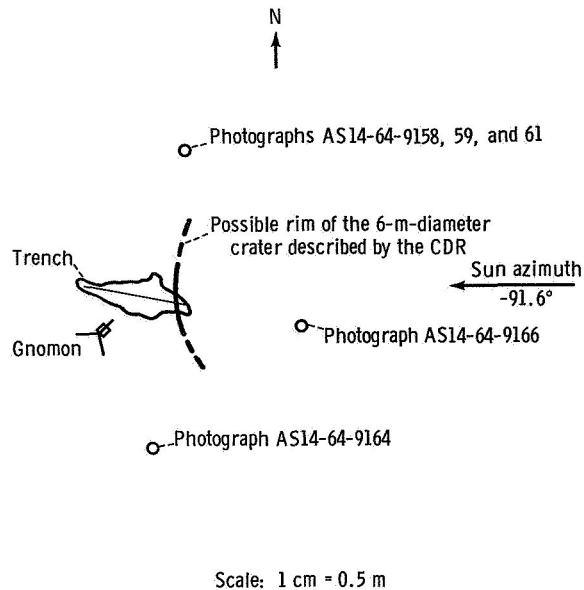 N
Photographs AS14-64-9158, 59, and 61
Possible rim of the 6-m-diameter
crater described by the CDR
Trench
Sun azimuth
-91.6°
Gnomon
Photograph AS14-64-9166
Photograph AS14-64-9164
Scale: 1 cm = 0.5 m